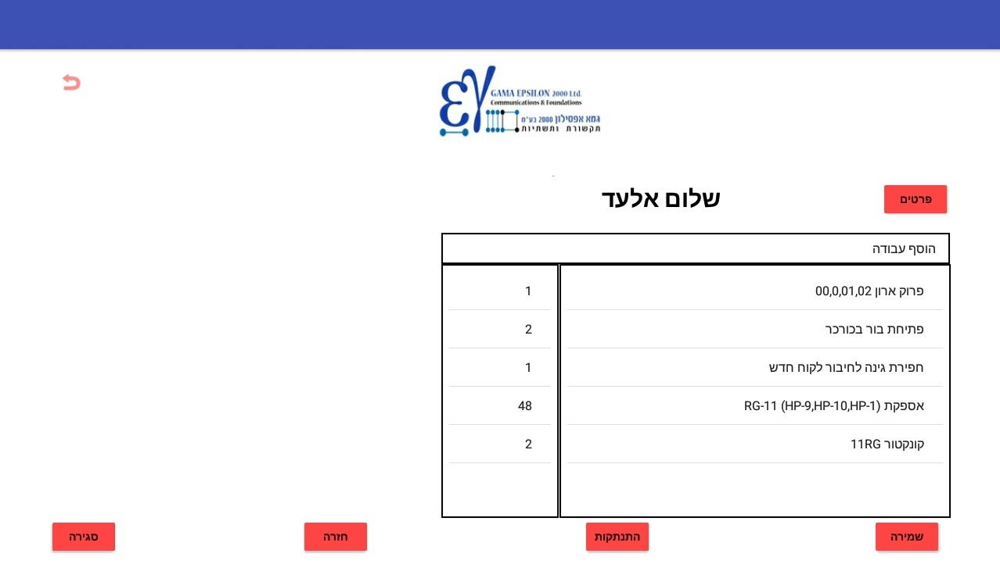 GAMA EPSILON 2000 Ltd.
Communications & Foundations
גמא אפסילון 2000 בע"מ
תקשורת ותשתיות
פרטים
שלום אלעד
הוסף עבודה
פרוק ארון 00,0,01,02
1
פתיחת בור בכורכר
2
חפירת גינה לחיבור לקוח חדש
1
אספקת RG-11 (HP-9,HP-10,HP-1)
48
קונקטור 11RG
2
שמירה
התנתקות
חזרה
סגירה